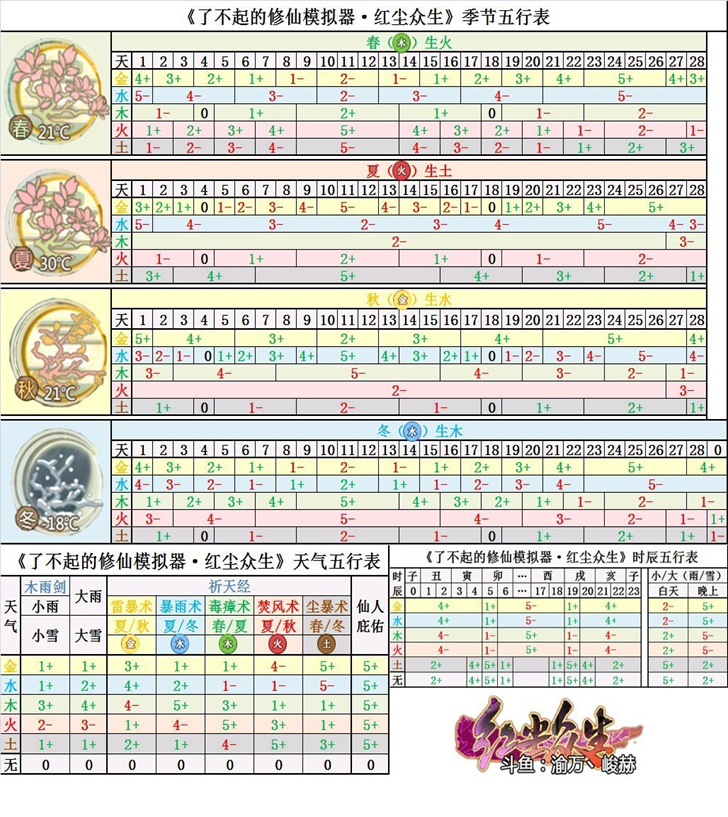 《了不起的修仙模拟器·红尘众生》季节五行表
春（木）生火
天 1 2 3 4 5 6 7 8 9 10 11 12 13 14 15 16 17 18 19 20 21 22 23 24 25 26 27 28
金 4+ 3+ 2+ 1+ 1- 2- 1- 1+ 2+ 3+ 4+ 5+ 4+ 3+
水 5- 4- 3- 2- 3- 4- 5-
木 1- 0 1+ 2+ 1+ 0 1- 2-
火 1+ 2+ 3+ 4+ 5+ 4+ 3+ 2+ 1+ 1- 2- 1-
土 1- 2- 3- 4- 5- 4- 3- 2- 1- 1+ 2+ 3+
春 21℃
夏（火）生土
天 1 2 3 4 5 6 7 8 9 10 11 12 13 14 15 16 17 18 19 20 21 22 23 24 25 26 27 28
金 3+ 2+ 1+ 0 1- 2- 3- 4- 5- 4- 3- 2- 1- 0 1+ 2+ 3+ 4+ 5+
水 5- 4- 3- 2- 3- 4- 5- 4- 3-
木 2- 3-
火 1- 0 1+ 2+ 1+ 0 1- 2-
土 3+ 4+ 5+ 4+ 3+ 2+ 1+
夏 30℃
秋（金）生水
天 1 2 3 4 5 6 7 8 9 10 11 12 13 14 15 16 17 18 19 20 21 22 23 24 25 26 27 28
金 5+ 4+ 3+ 2+ 3+ 4+ 5+ 4+
水 3- 2- 1- 0 1+ 2+ 3+ 4+ 5+ 4+ 3+ 2+ 1+ 0 1- 2- 3- 4- 5- 4-
木 3- 4- 5- 4- 3- 2- 1-
火 2- 3-
土 1+ 0 1- 2- 1- 0 1+ 2+ 1+
秋 21℃
冬（水）生木
天 1 2 3 4 5 6 7 8 9 10 11 12 13 14 15 16 17 18 19 20 21 22 23 24 25 26 27 28 0
金 4+ 3+ 2+ 1+ 1- 2- 1- 1+ 2+ 3+ 4+ 5+ 4+
水 4- 3- 2- 1- 1+ 2+ 1+ 1- 2- 3- 4- 5-
木 1+ 2+ 3+ 4+ 5+ 4+ 3+ 2+ 1+ 1- 2- 1-
火 3- 4- 5- 4- 3- 2- 1- 1+
土 1+ 0 1- 2- 1- 0 1+ 2+ 1+
冬 -18℃
《了不起的修仙模拟器·红尘众生》天气五行表
天气 木雨剑 大雨 祈天经 仙人庇佑
小雨 雷暴术 暴雨术 毒瘴术 焚风术 尘暴术
小雪 大雪 夏/秋 夏/冬 春/夏 夏/秋 春/冬
金 水 木 火 土
金 1+ 1+ 3+ 1+ 1+ 4- 5+ 5+
水 1+ 2+ 4+ 2+ 1- 1- 5- 5+
木 3+ 4+ 4- 5+ 3+ 1+ 1+ 5+
火 2- 3- 1+ 4- 5+ 3+ 1+ 5+
土 1+ 1+ 2+ 1+ 4- 5+ 3+ 5+
无 0 0 0 0 0 0 0 0
《了不起的修仙模拟器·红尘众生》时辰五行表
时辰 子 丑 寅 卯 … 酉 戌 亥 子 小/大（雨/雪）
0 1 2 3 4 5 6 … 17 18 19 20 21 22 23 白天 晚上
金 4+ 1+ 5- 1+ 4+ 2- 5+
水 4+ 1+ 5- 1+ 4+ 2- 5+
木 4- 1- 5+ 1- 4- 2+ 5-
火 4- 1- 5+ 1- 4- 2+ 5-
土 2+ 4+ 5+ 1+ 1+ 5+ 4+ 2+ 5+ 2+
无 2+ 4+ 5+ 1+ 1+ 5+ 4+ 2+ 5+ 2+
红尘众生
斗鱼：渝万丶峻赫